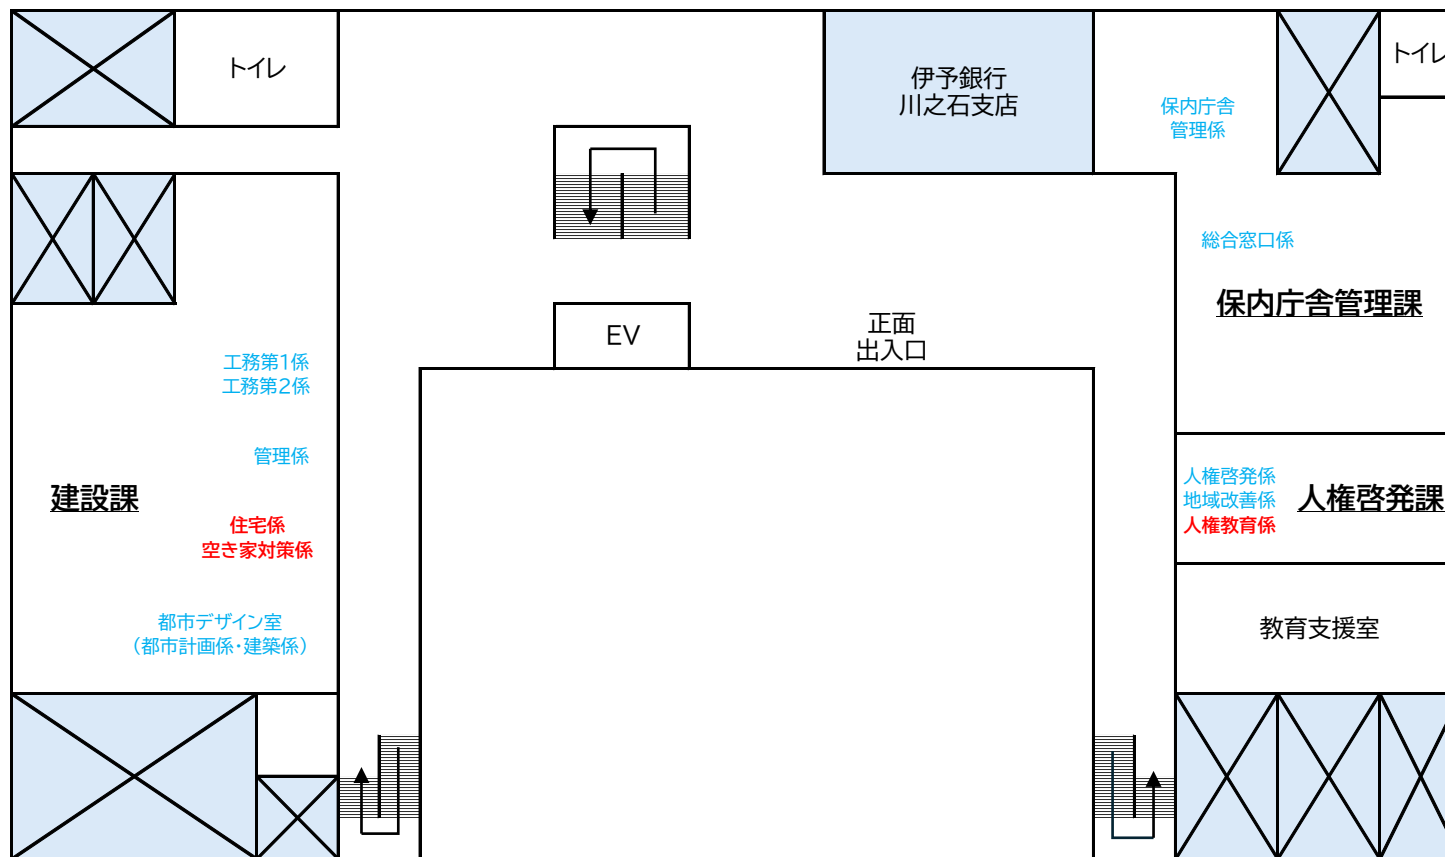 トイレ
伊予銀行
川之石支店
保内庁舎
管理係
トイレ
総合窓口係
保内庁舎管理課
EV
正面
出入口
工務第1係
工務第2係
管理係
建設課
住宅係
空き家対策係
都市デザイン室
（都市計画係・建築係）
人権啓発係
地域改善係
人権教育係
人権啓発課
教育支援室